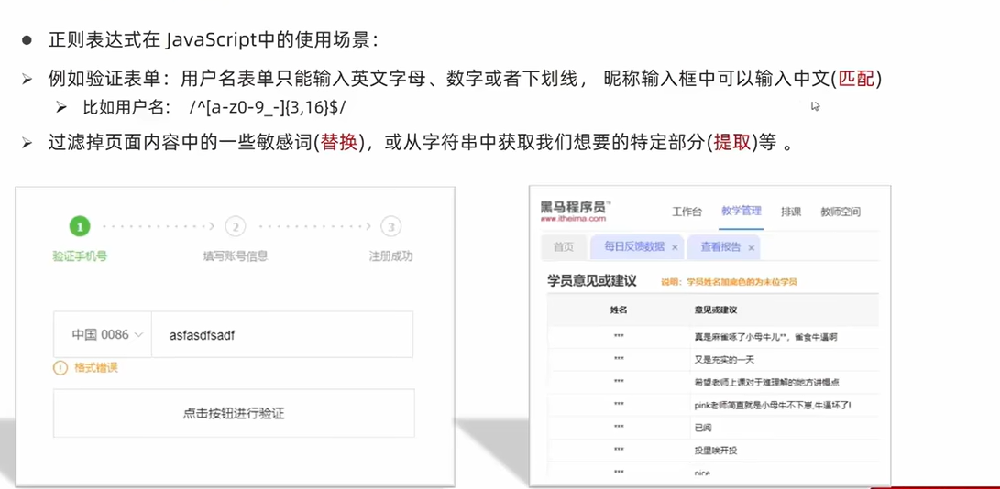 ● 正则表达式在 JavaScript中的使用场景：
➢ 例如验证表单：用户名表单只能输入英文字母、数字或者下划线， 昵称输入框中可以输入中文(匹配)
➢ 比如用户名： /^[a-z0-9_-]{3,16}$/
➢ 过滤掉页面内容中的一些敏感词(替换)，或从字符串中获取我们想要的特定部分(提取)等 。
1 2 3
验证手机号 填写账号信息 注册成功
中国 0086 asfasdfsadf
格式错误
点击按钮进行验证
黑马程序员™
www.itheima.com
工作台 教学管理 排课 教师空间
首页 每日反馈数据 × 查看报告 ×
学员意见或建议 说明：学员姓名加底色的为末位学员
姓名 意见或建议
*** 真是麻雀啄了小母牛儿**，雀食牛逼啊
*** 又是充实的一天
*** 希望老师上课对于难理解的地方讲慢点
*** pink老师简直就是小母牛不下崽,牛逼坏了!
*** 已阅
*** 投里唉开投
*** nice